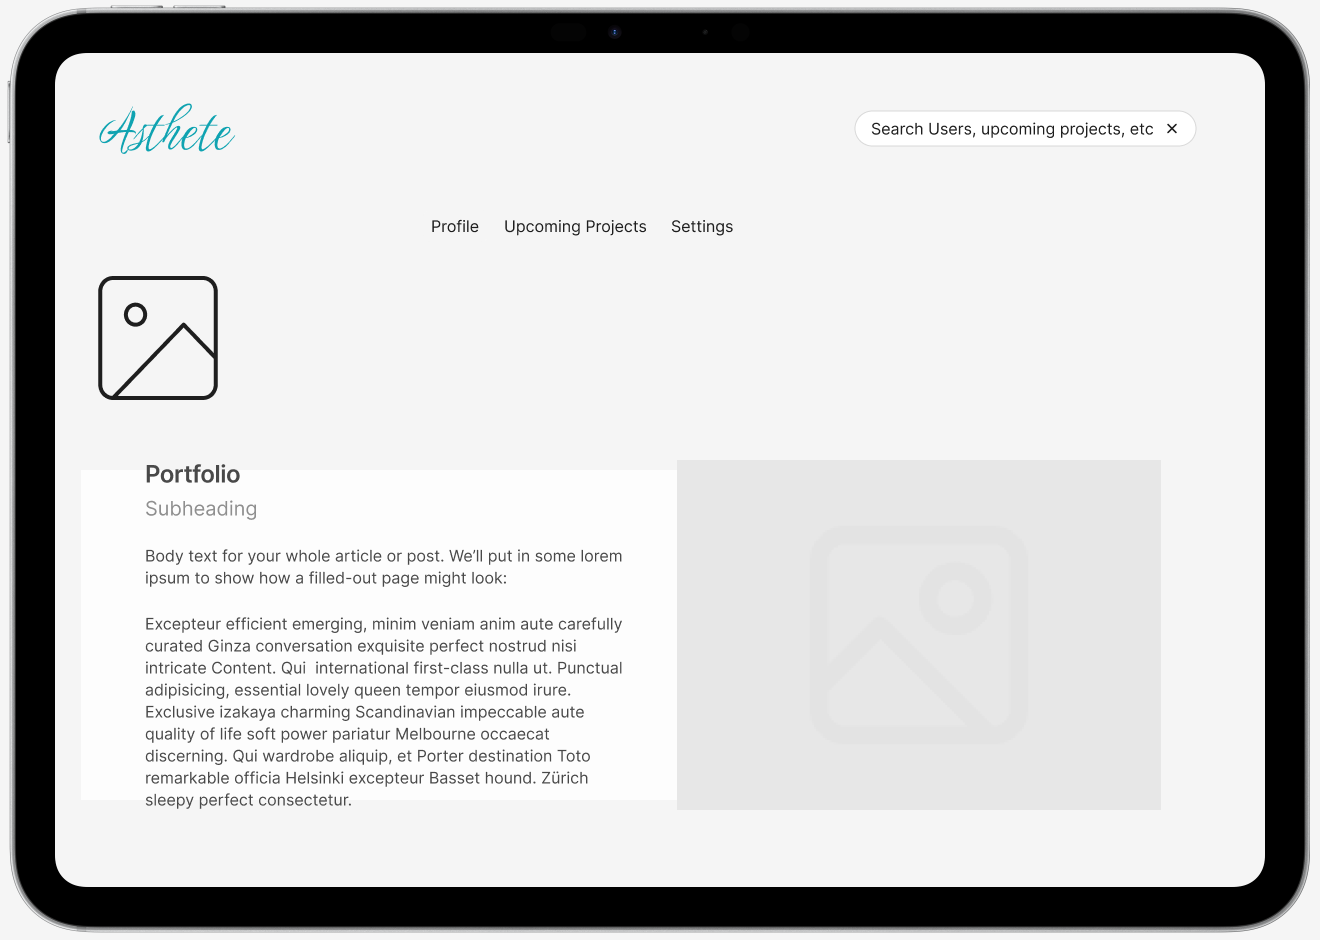 Asthete
Search Users, upcoming projects, etc
Profile Upcoming Projects Settings
Portfolio
Subheading
Body text for your whole article or post. We’ll put in some lorem
ipsum to show how a filled-out page might look:
Excepteur efficient emerging, minim veniam anim aute carefully
curated Ginza conversation exquisite perfect nostrud nisi
intricate Content. Qui  international first-class nulla ut. Punctual
adipisicing, essential lovely queen tempor eiusmod irure.
Exclusive izakaya charming Scandinavian impeccable aute
quality of life soft power pariatur Melbourne occaecat
discerning. Qui wardrobe aliquip, et Porter destination Toto
remarkable officia Helsinki excepteur Basset hound. Zürich
sleepy perfect consectetur.